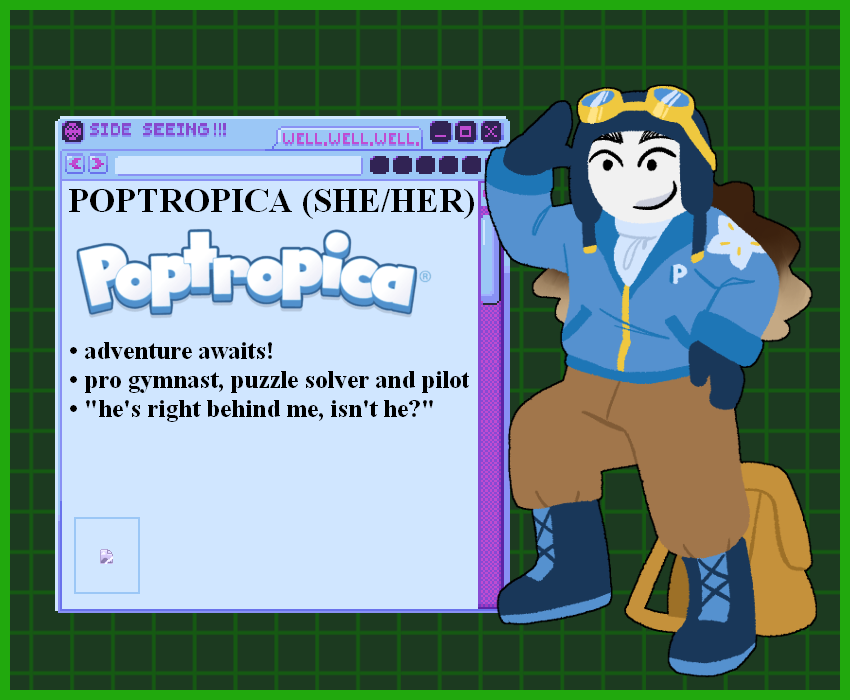 SIDE SEEING!!!
WELL.WELL.WELL.
POPTROPICA (SHE/HER)
Poptropica®
• adventure awaits!
• pro gymnast, puzzle solver and pilot
• "he's right behind me, isn't he?"
P